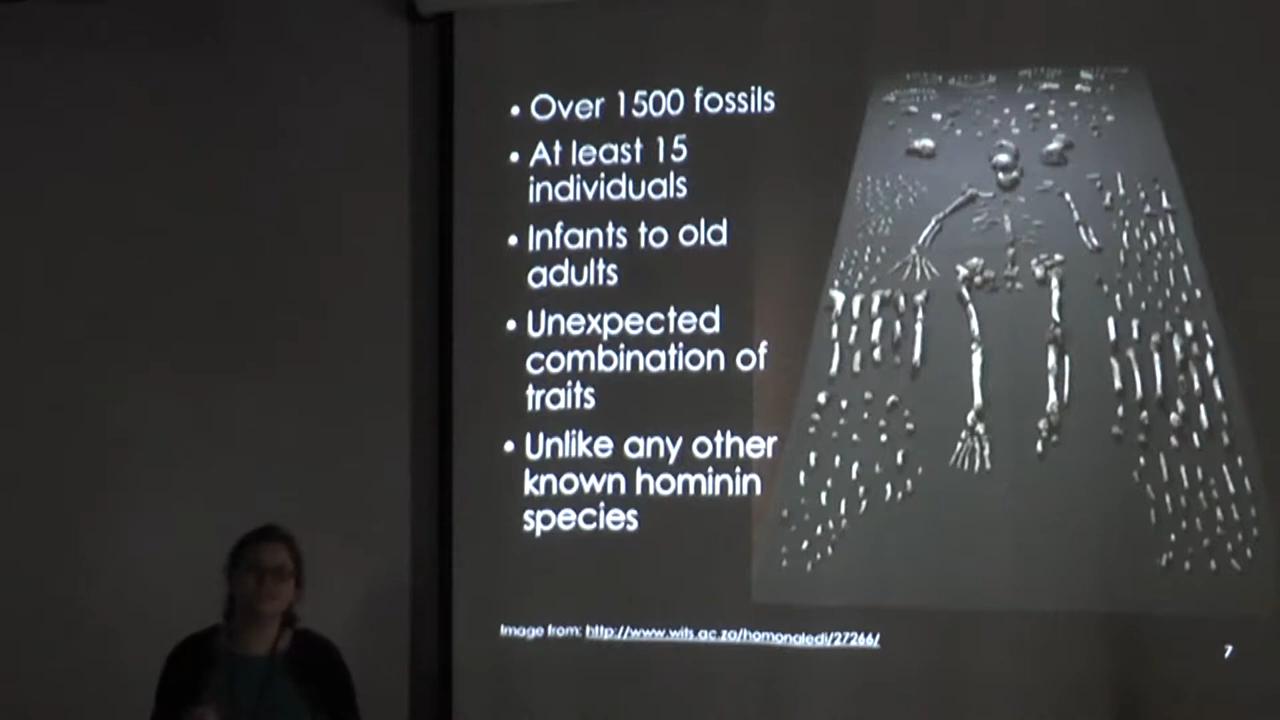 • Over 1500 fossils
• At least 15
individuals
• Infants to old
adults
• Unexpected
combination of
traits
• Unlike any other
known hominin
species
Image from: http://www.wits.ac.za/homonaledi/27266/
7